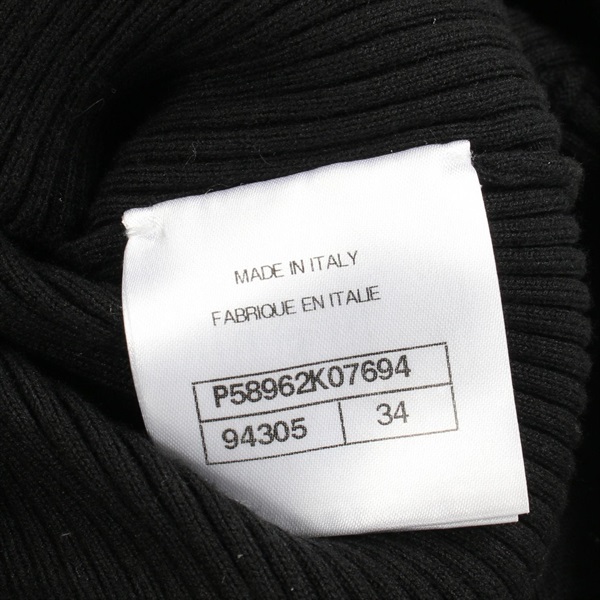 MADE IN ITALY
FABRIQUE EN ITALIE
P58962K07694
94305 34